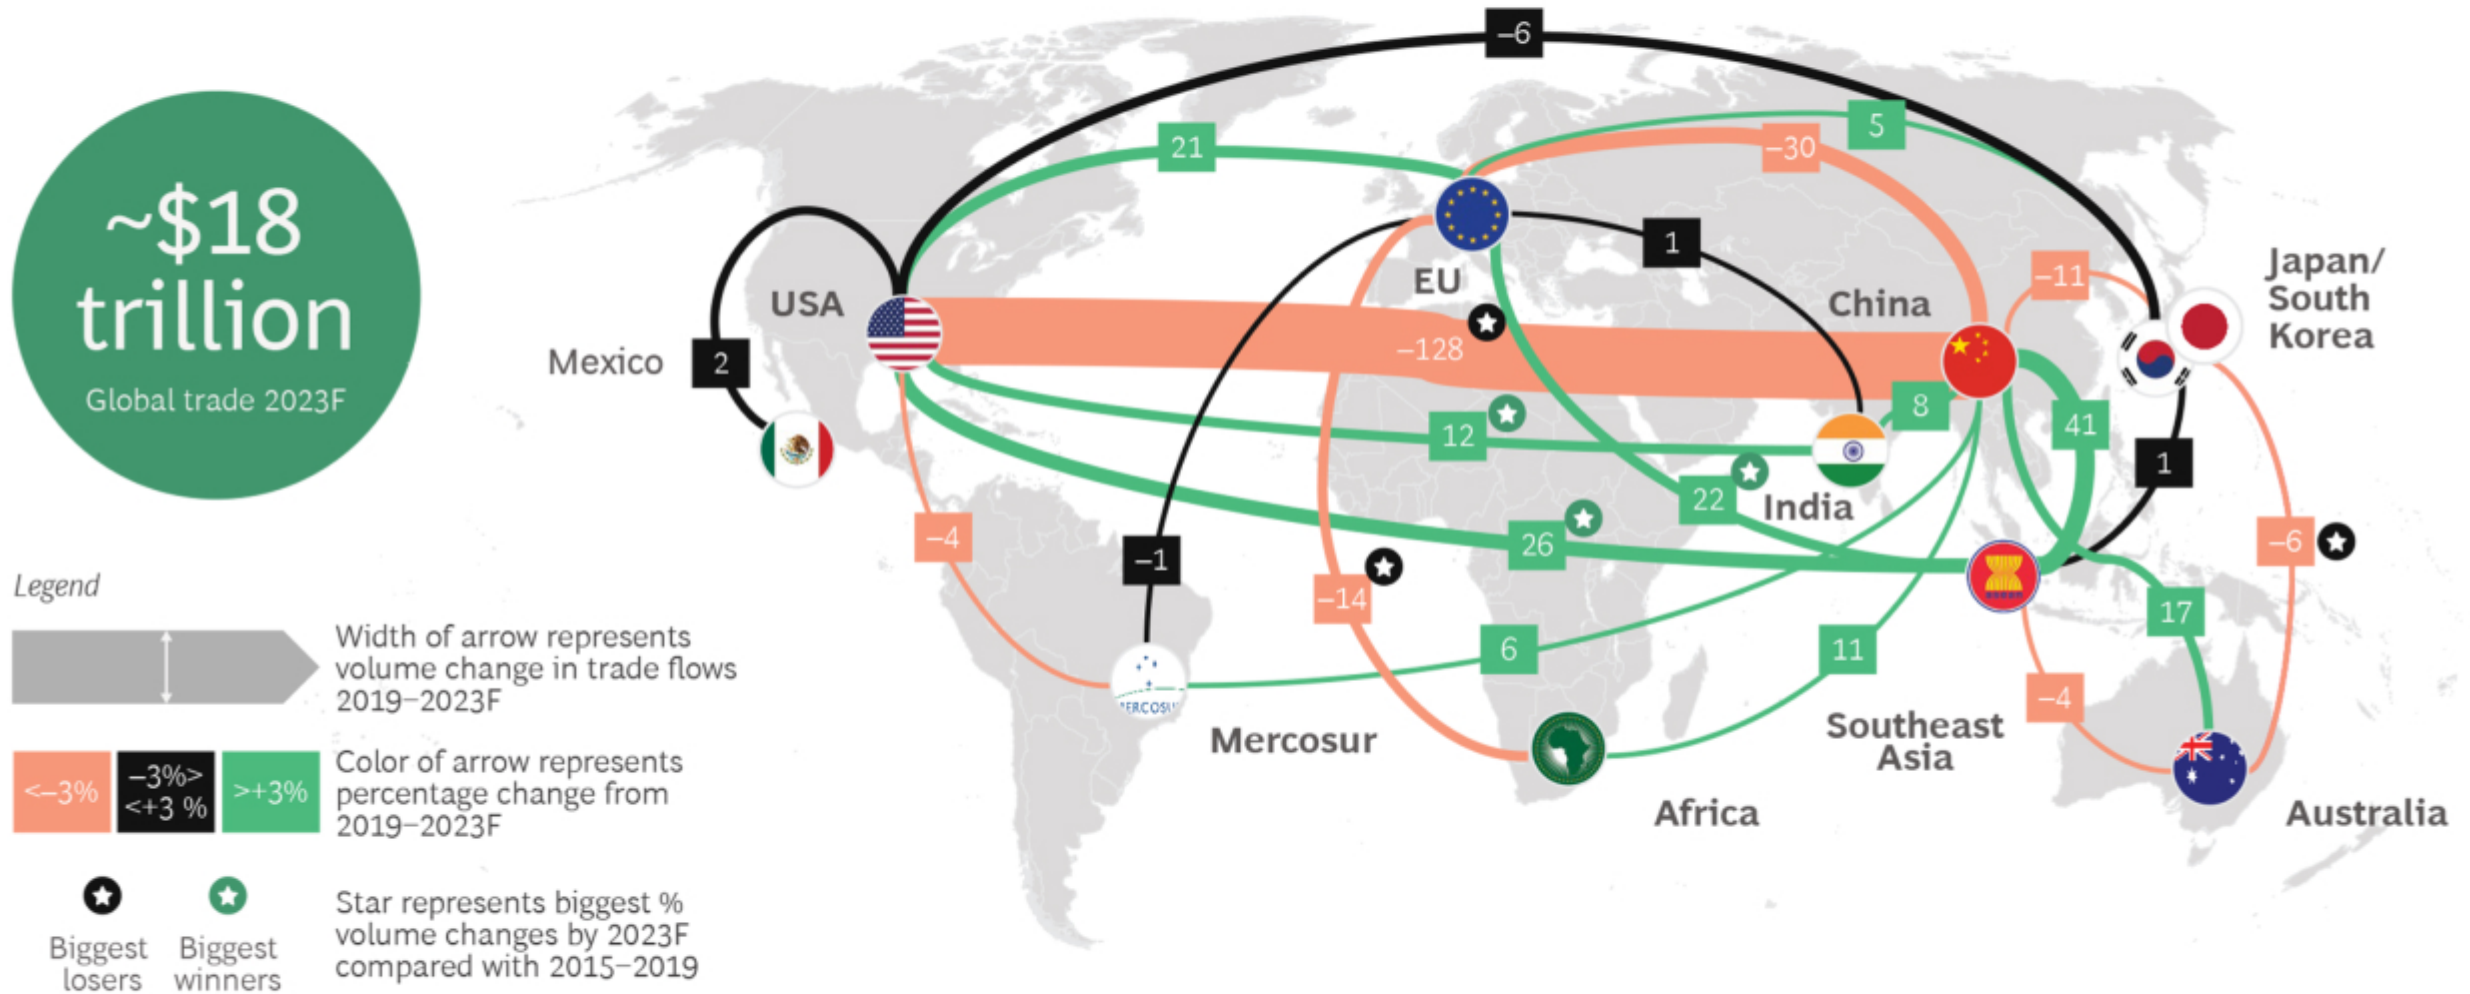 ~$18
trillion
Global trade 2023F
Legend
Width of arrow represents
volume change in trade flows
2019–2023F
<–3%
–3%>
<+3 %
>+3%
Color of arrow represents
percentage change from
2019–2023F
Biggest
losers
Biggest
winners
Star represents biggest %
volume changes by 2023F
compared with 2015–2019
–6
5
21
–30
1
EU
USA
China
–11
Japan/
South
Korea
Mexico
2
–128
8
12
41
1
22
India
26
–4
–1
–14
–6
6
11
17
–4
ERCOSU
Mercosur
Southeast
Asia
Africa
Australia